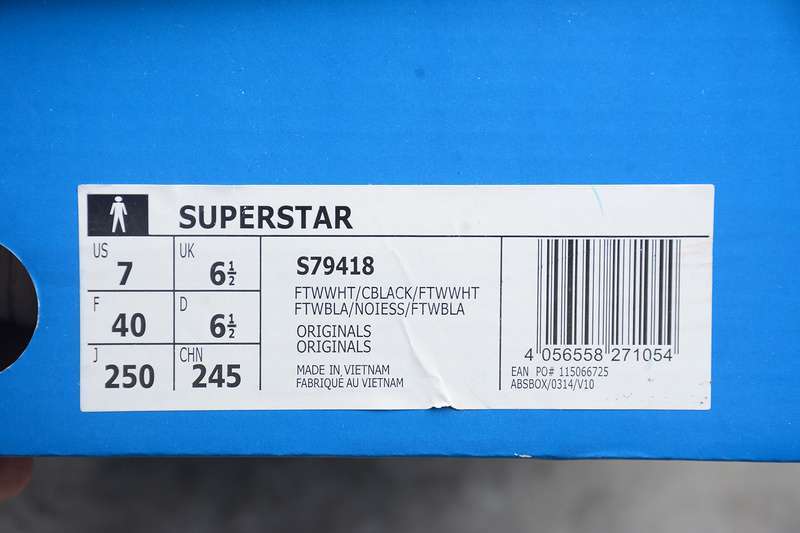 SUPERSTAR
US UK
7 6½
F D
40 6½
J CHN
250 245
S79418
FTWWHT/CBLACK/FTWWHT
FTWBLA/NOIESS/FTWBLA
ORIGINALS
ORIGINALS
MADE IN VIETNAM
FABRIQUE AU VIETNAM
4 056558 271054
EAN PO# 115066725
ABSBOX/0314/V10